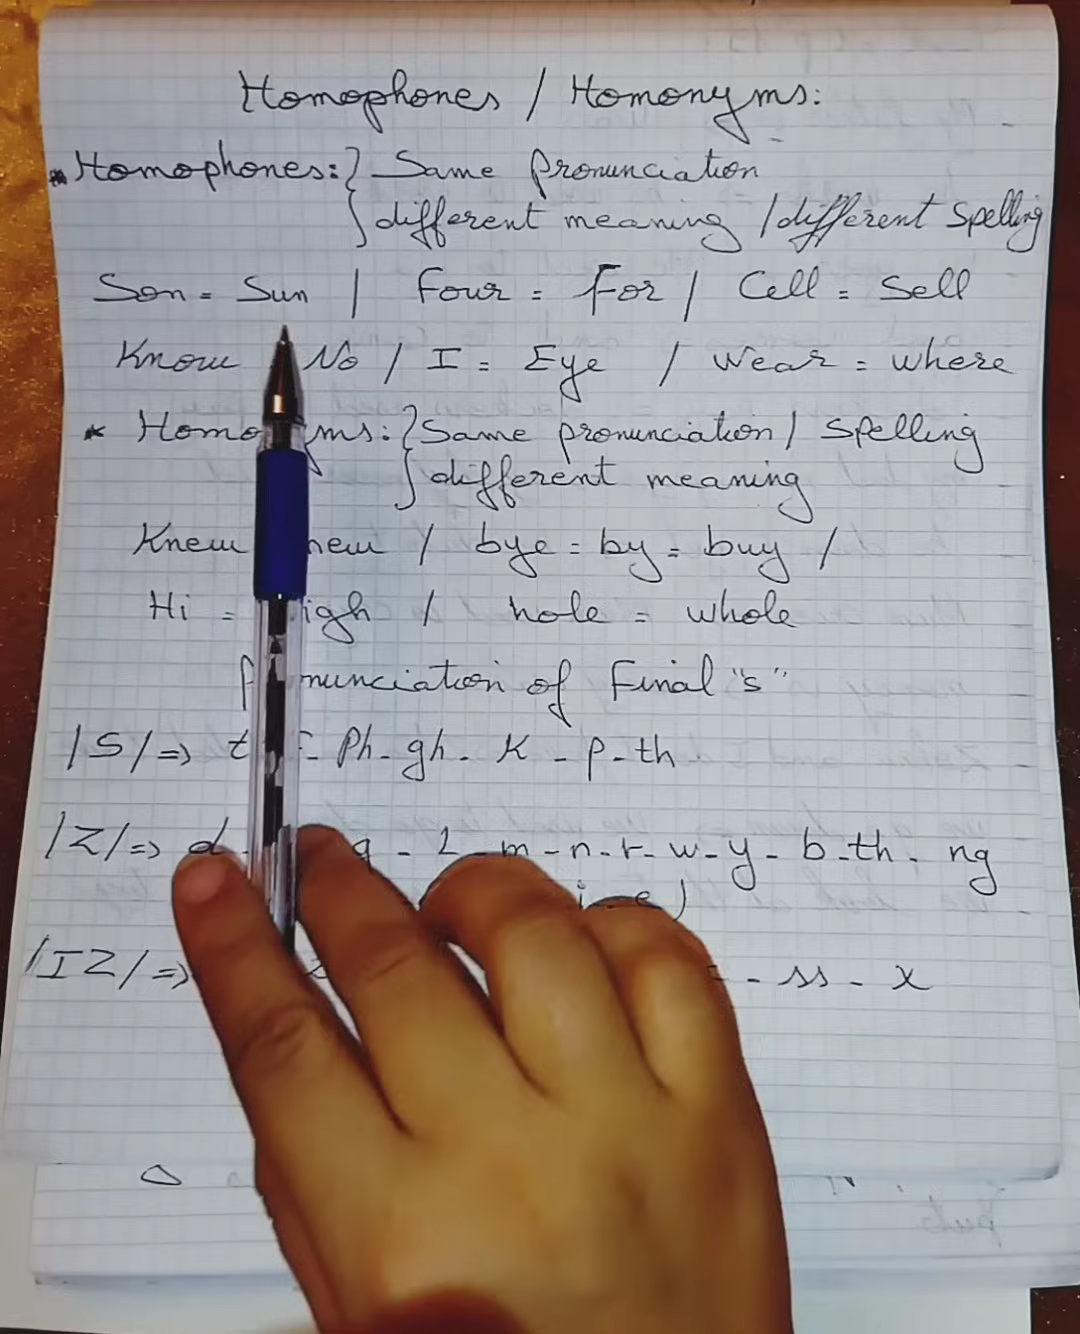 Homophones / Homonyms:
* Homophones: } Same pronunciation
different meaning / different spelling
Son = Sun / Four = For / Cell = Sell
Know No / I = Eye / Wear = where
* Homo yms: } Same pronunciation / Spelling
different meaning
Knew new / bye = by = buy /
Hi = igh / hole = whole
nunciation of Final "s"
/S/ => t Ph - gh - K - p - th
/Z/ => d - g - L - m - n - r - w - y - b - th - ng
i - e)
/IZ/ => z - ss - x